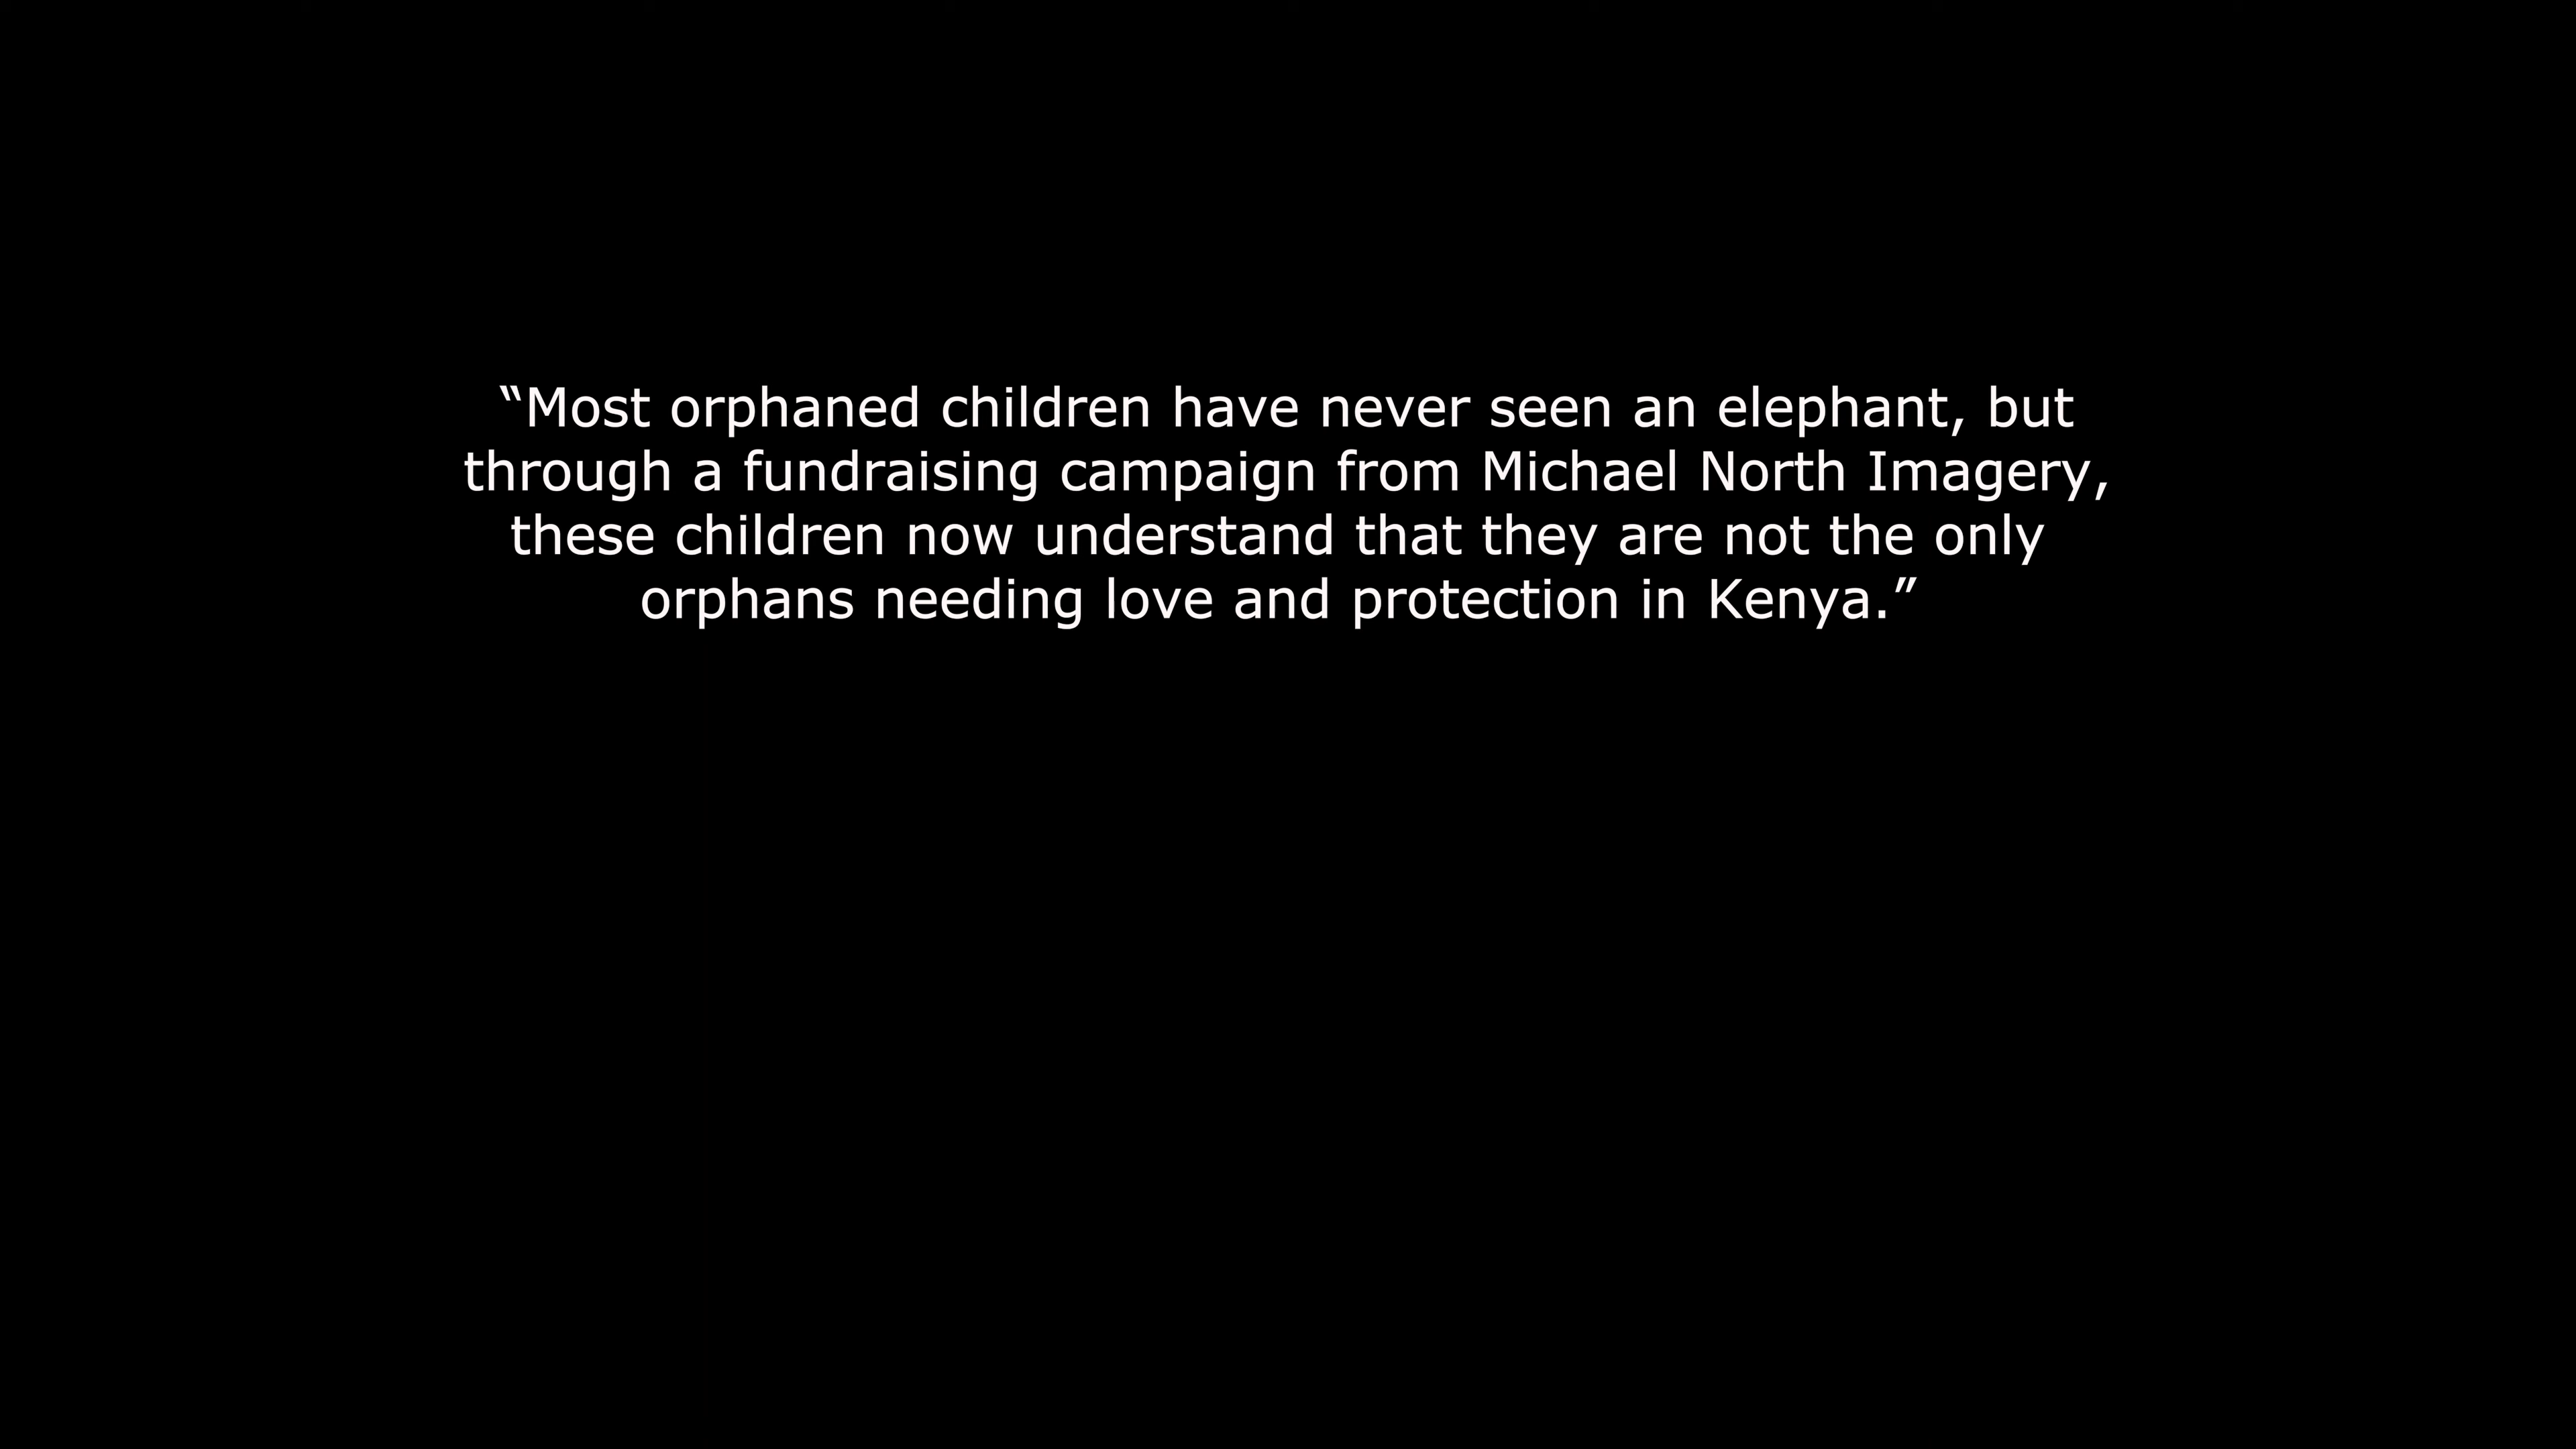 “Most orphaned children have never seen an elephant, but
through a fundraising campaign from Michael North Imagery,
these children now understand that they are not the only
orphans needing love and protection in Kenya.”